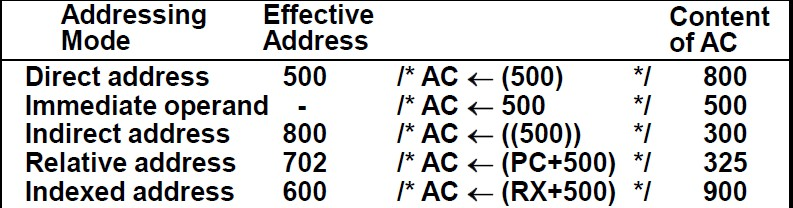 Addressing Mode Effective Address Content of AC
Direct address 500 /* AC ← (500) */ 800
Immediate operand - /* AC ← 500 */ 500
Indirect address 800 /* AC ← ((500)) */ 300
Relative address 702 /* AC ← (PC+500) */ 325
Indexed address 600 /* AC ← (RX+500) */ 900